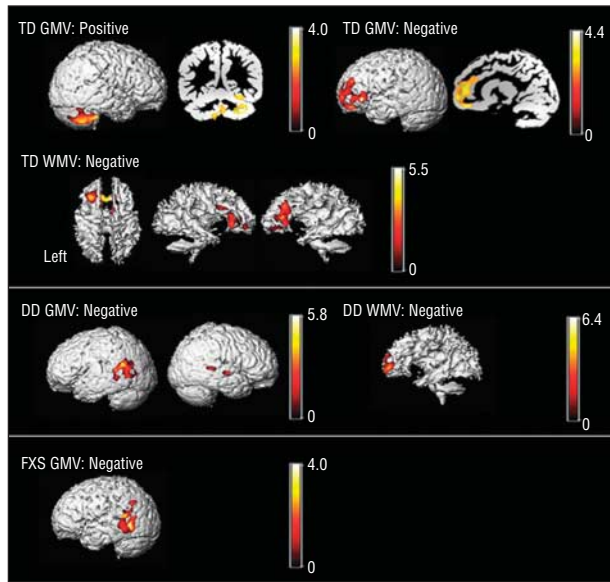 TD GMV: Positive
4.0
0
TD GMV: Negative
4.4
0
TD WMV: Negative
5.5
0
Left
DD GMV: Negative
5.8
0
DD WMV: Negative
6.4
0
FXS GMV: Negative
4.0
0